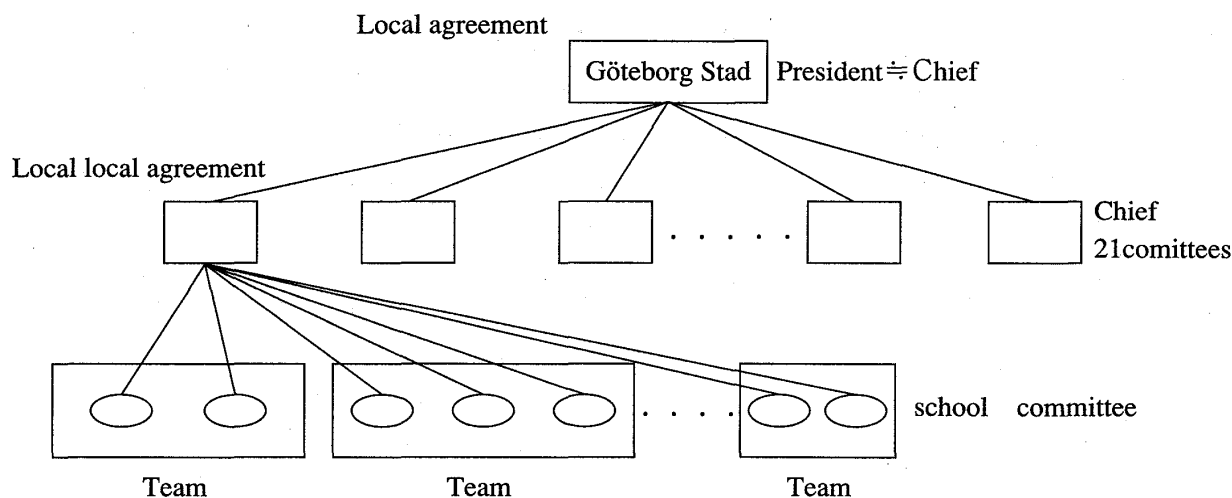 Local agreement
Göteborg Stad
President≒Chief
Local local agreement
. . . . .
Chief
21comittees
. . . .
school committee
Team
Team
Team